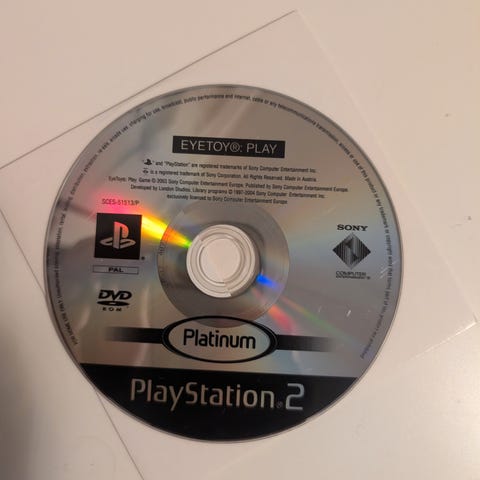 EYETOY®: PLAY
and "PlayStation" are registered trademarks of Sony Computer Entertainment Inc.
is a trademark of Sony Corporation. All Rights Reserved. Made in Austria.
EyeToy: Play Game © 2003 Sony Computer Entertainment Europe. Published by Sony Computer Entertainment Europe.
Developed by London Studios. Library programs © 1997-2004 Sony Computer Entertainment Inc.
exclusively licensed to Sony Computer Entertainment Europe.
SCES-51513/P
SONY
PAL
COMPUTER
ENTERTAINMENT
DVD
ROM
Platinum
PlayStation®2